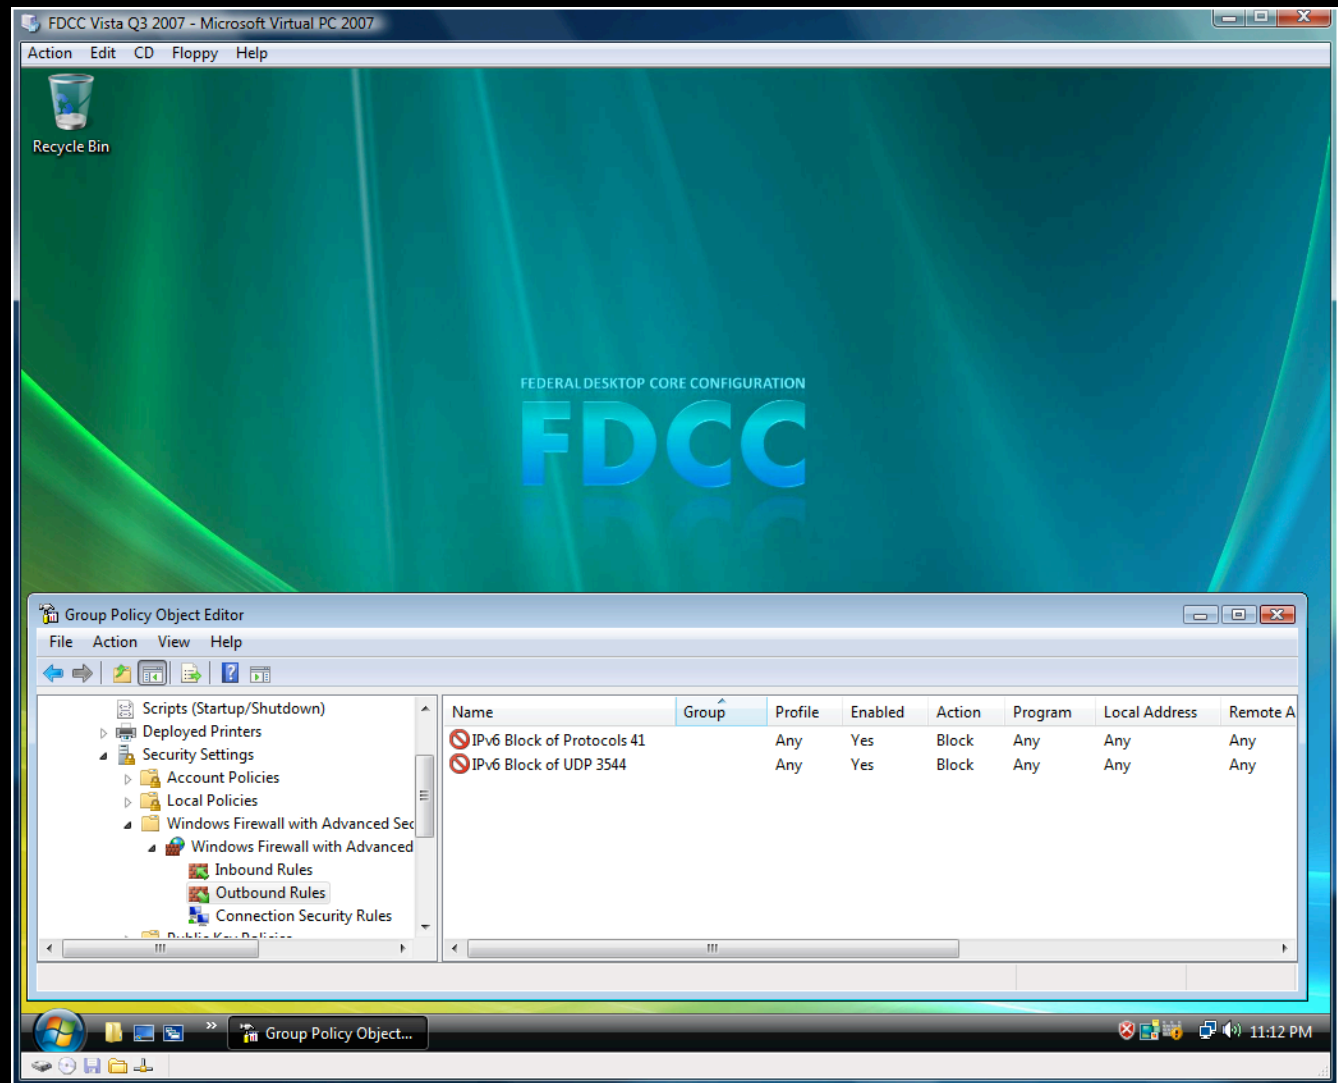 FDCC Vista Q3 2007 - Microsoft Virtual PC 2007
Action Edit CD Floppy Help
Recycle Bin
FEDERAL DESKTOP CORE CONFIGURATION
FDCC
Group Policy Object Editor
File Action View Help
Scripts (Startup/Shutdown)
Deployed Printers
Security Settings
Account Policies
Local Policies
Windows Firewall with Advanced Sec
Windows Firewall with Advanced
Inbound Rules
Outbound Rules
Connection Security Rules
Public Key Policies
Name Group Profile Enabled Action Program Local Address Remote A
IPv6 Block of Protocols 41 Any Yes Block Any Any Any
IPv6 Block of UDP 3544 Any Yes Block Any Any Any
Group Policy Object...
11:12 PM